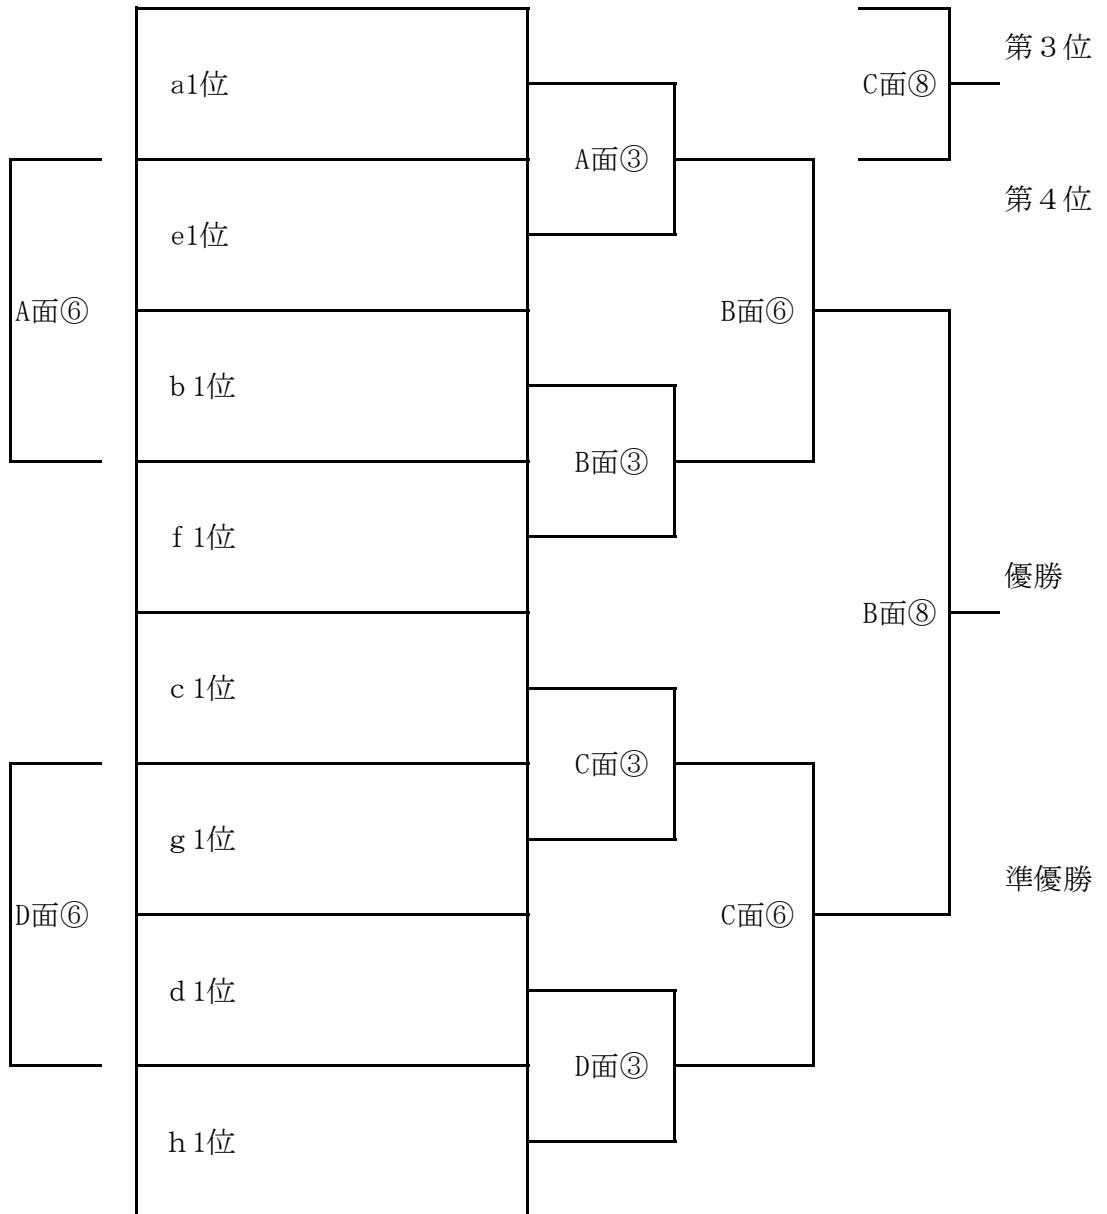 第３位
a1位
C面⑧
A面③
第４位
e1位
A面⑥
B面⑥
ｂ1位
B面③
ｆ1位
優勝
B面⑧
ｃ1位
C面③
ｇ1位
準優勝
D面⑥
C面⑥
ｄ1位
D面③
ｈ1位